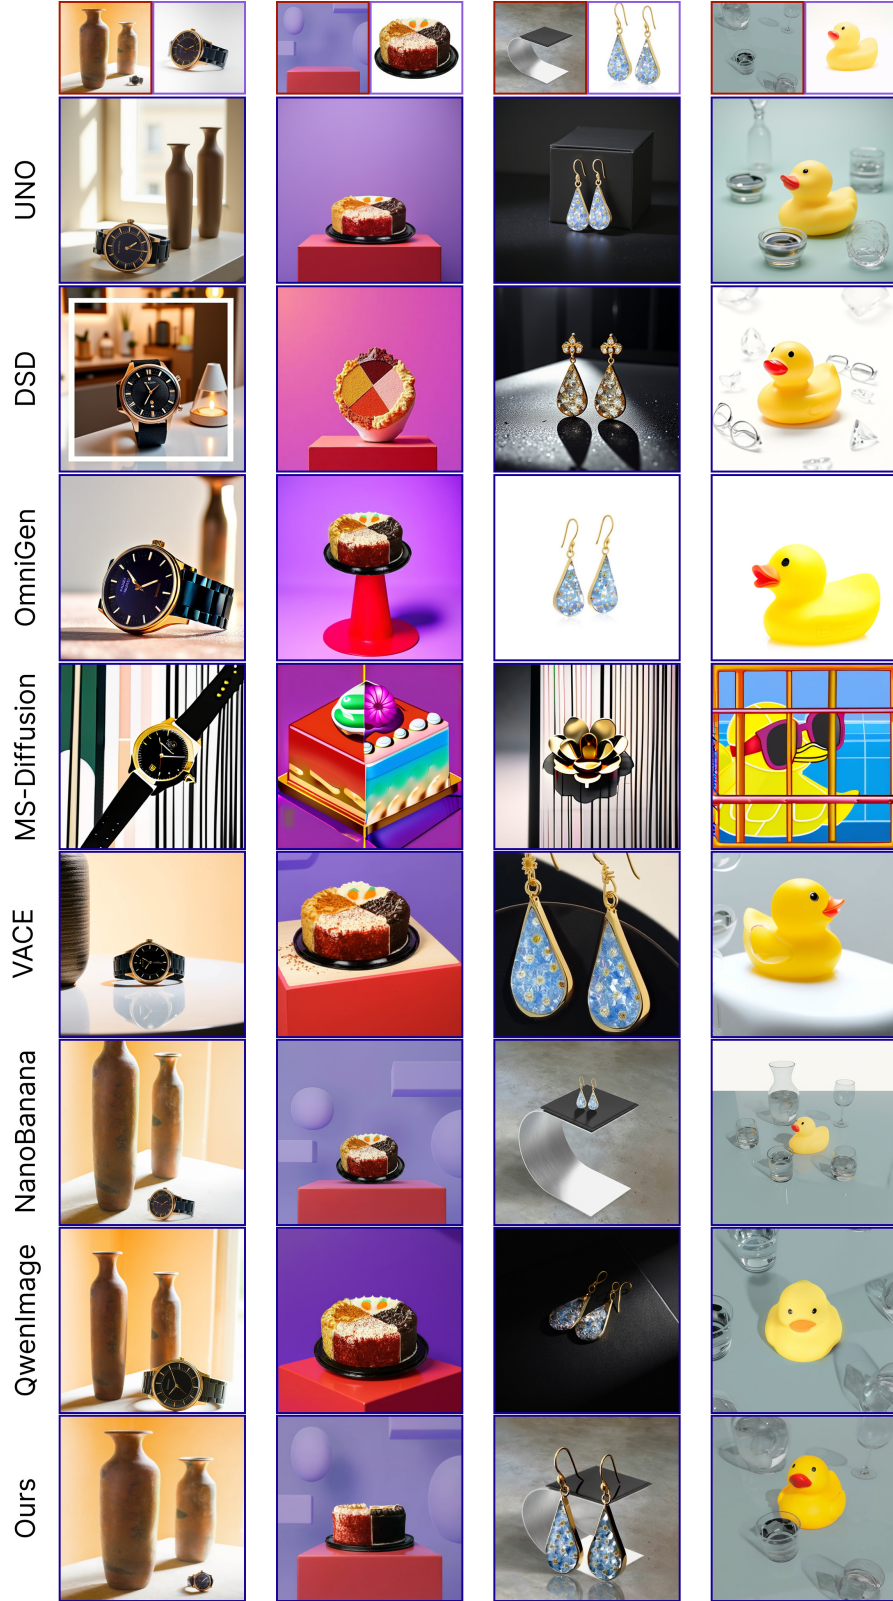 UNO
DSD
OmniGen
MS-Diffusion
VACE
NanoBanana
QwenImage
Ours